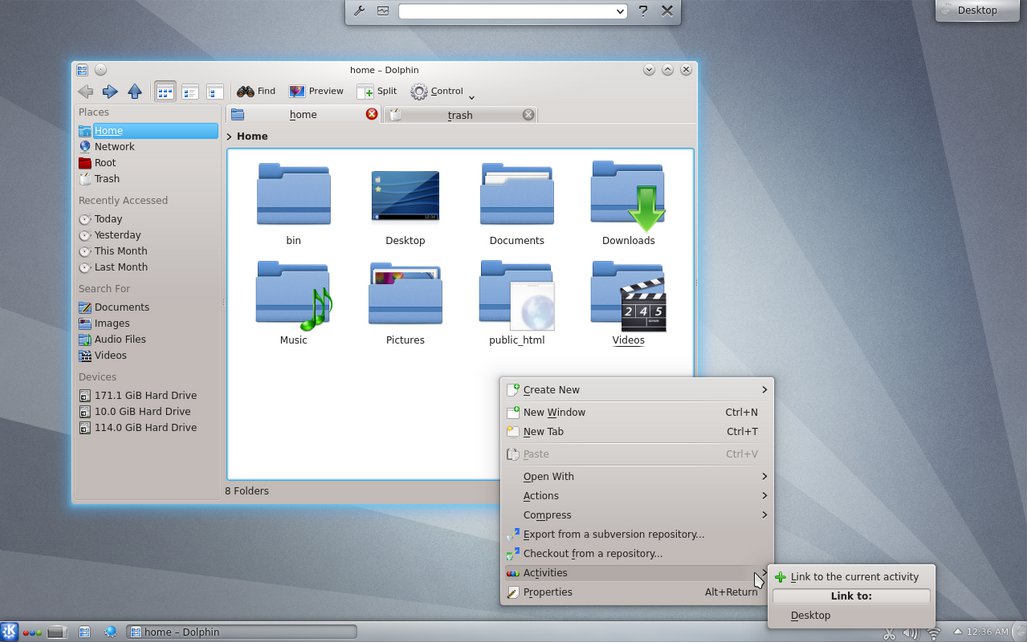 Desktop
home – Dolphin
Find Preview Split Control
Places
Home
Network
Root
Trash
Recently Accessed
Today
Yesterday
This Month
Last Month
Search For
Documents
Images
Audio Files
Videos
Devices
171.1 GiB Hard Drive
10.0 GiB Hard Drive
114.0 GiB Hard Drive
home trash
> Home
bin Desktop Documents Downloads
Music Pictures public_html Videos
2 4 5
8 Folders
Create New
New Window Ctrl+N
New Tab Ctrl+T
Paste Ctrl+V
Open With
Actions
Compress
Export from a subversion repository...
Checkout from a repository...
Activities
Properties Alt+Return
Link to the current activity
Link to:
Desktop
home – Dolphin
12:36 AM